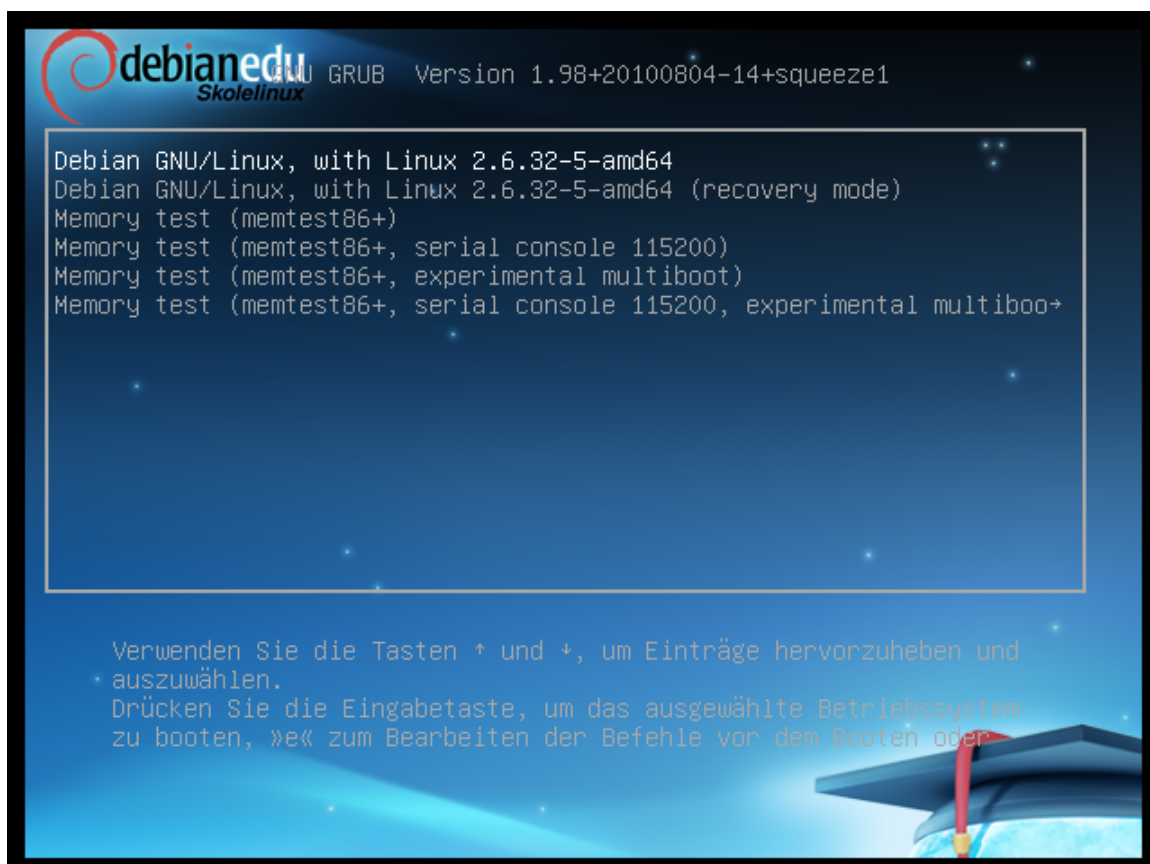 debianedu
Skolelinux
GNU GRUB  Version 1.98+20100804-14+squeeze1
Debian GNU/Linux, with Linux 2.6.32-5-amd64
Debian GNU/Linux, with Linux 2.6.32-5-amd64 (recovery mode)
Memory test (memtest86+)
Memory test (memtest86+, serial console 115200)
Memory test (memtest86+, experimental multiboot)
Memory test (memtest86+, serial console 115200, experimental multiboo→
Verwenden Sie die Tasten ↑ und ↓, um Einträge hervorzuheben und
auszuwählen.
Drücken Sie die Eingabetaste, um das ausgewählte Betriebssystem
zu booten, »e« zum Bearbeiten der Befehle vor dem Booten oder